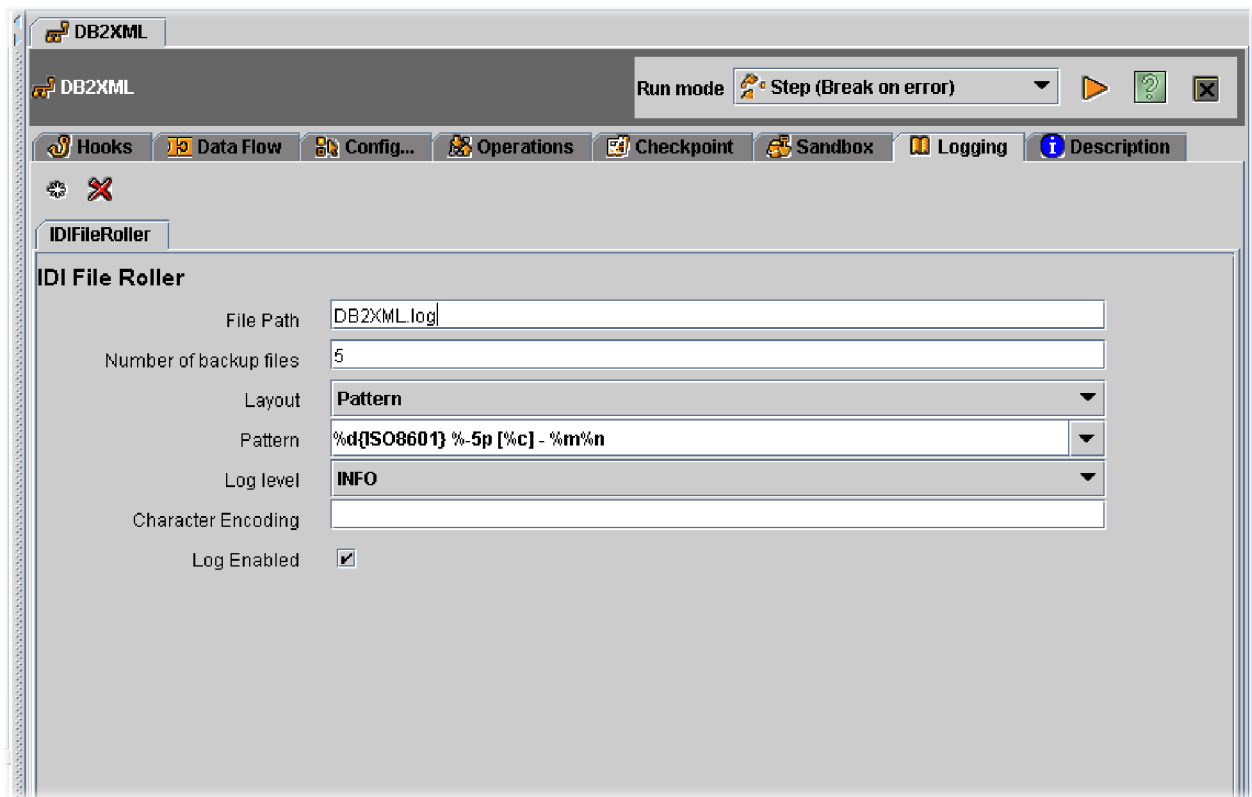 DB2XML
DB2XML
Run mode Step (Break on error)
Hooks Data Flow Config... Operations Checkpoint Sandbox Logging Description
IDIFileRoller
IDI File Roller
File Path DB2XML.log
Number of backup files 5
Layout Pattern
Pattern %d{ISO8601} %-5p [%c] - %m%n
Log level INFO
Character Encoding
Log Enabled